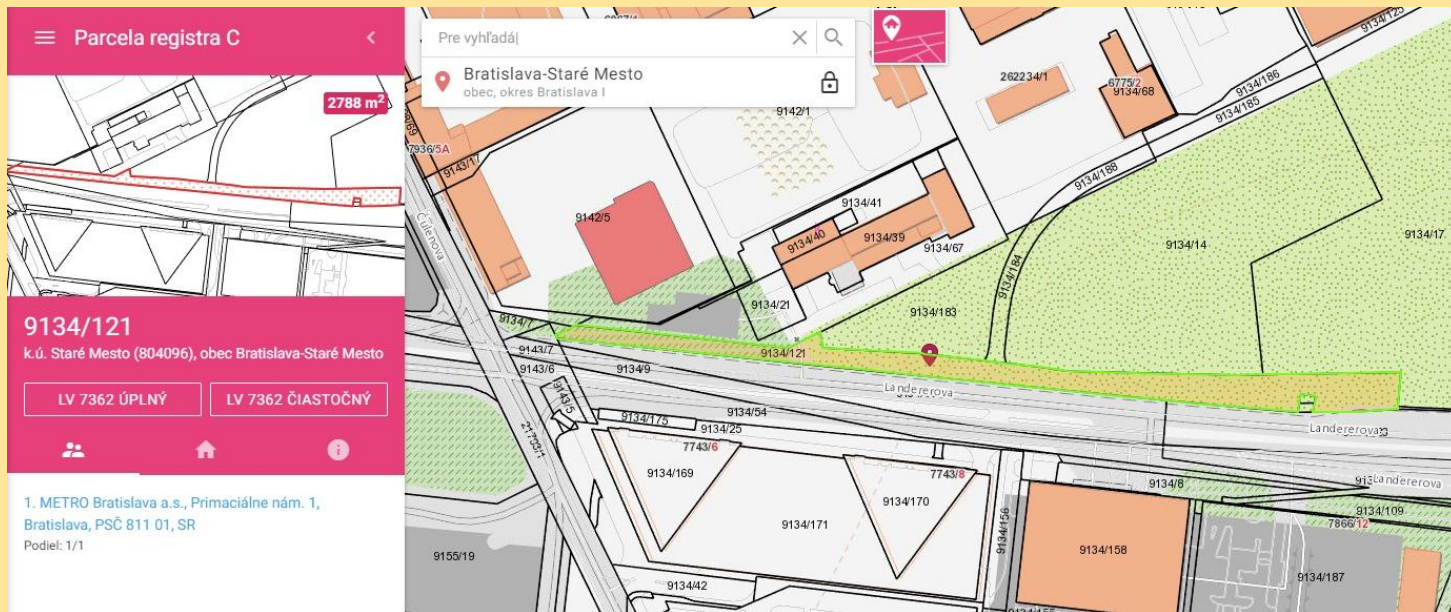 Parcela registra C
2788 m²
9134/121
k.ú. Staré Mesto (804096), obec Bratislava-Staré Mesto
LV 7362 ÚPLNÝ
LV 7362 ČIASTOČNÝ
1. METRO Bratislava a.s., Primaciálne nám. 1,
Bratislava, PSČ 811 01, SR
Podiel: 1/1
Pre vyhľadá
Bratislava-Staré Mesto
obec, okres Bratislava I
7936/5A
9143/1
9142/1
262234/1
6775/2
9134/68
9134/186
9134/185
9134/188
9142/5
9134/41
9134/40
9134/39
9134/67
9134/14
9134/17
9134/184
9134/21
9134/183
Čulenova
9134/7
9143/7
9134/121
9143/6
9134/9
Landererova
9143/5
9134/175
9134/54
9134/25
Landererova
21793/1
7743/6
7743/8
9134/8
Landererova
9134/169
9134/170
9134/109
7866/12
9134/171
9134/156
9134/158
9155/19
9134/42
9134/187